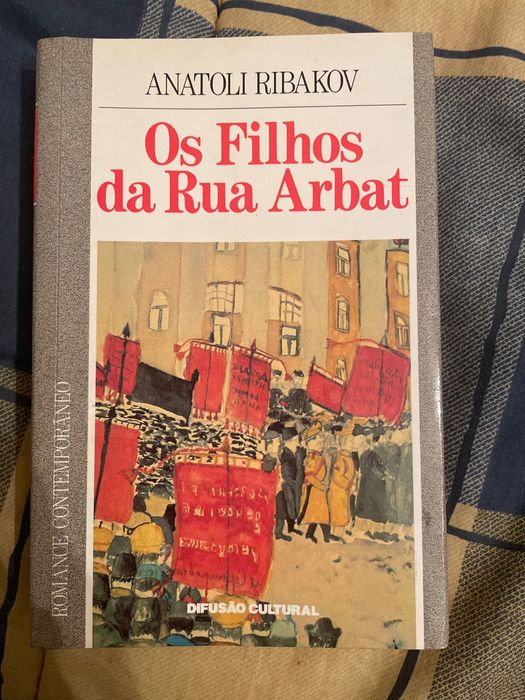 ANATOLI RIBAKOV
Os Filhos
da Rua Arbat
ROMANCE CONTEMPORÂNEO
DIFUSÃO CULTURAL